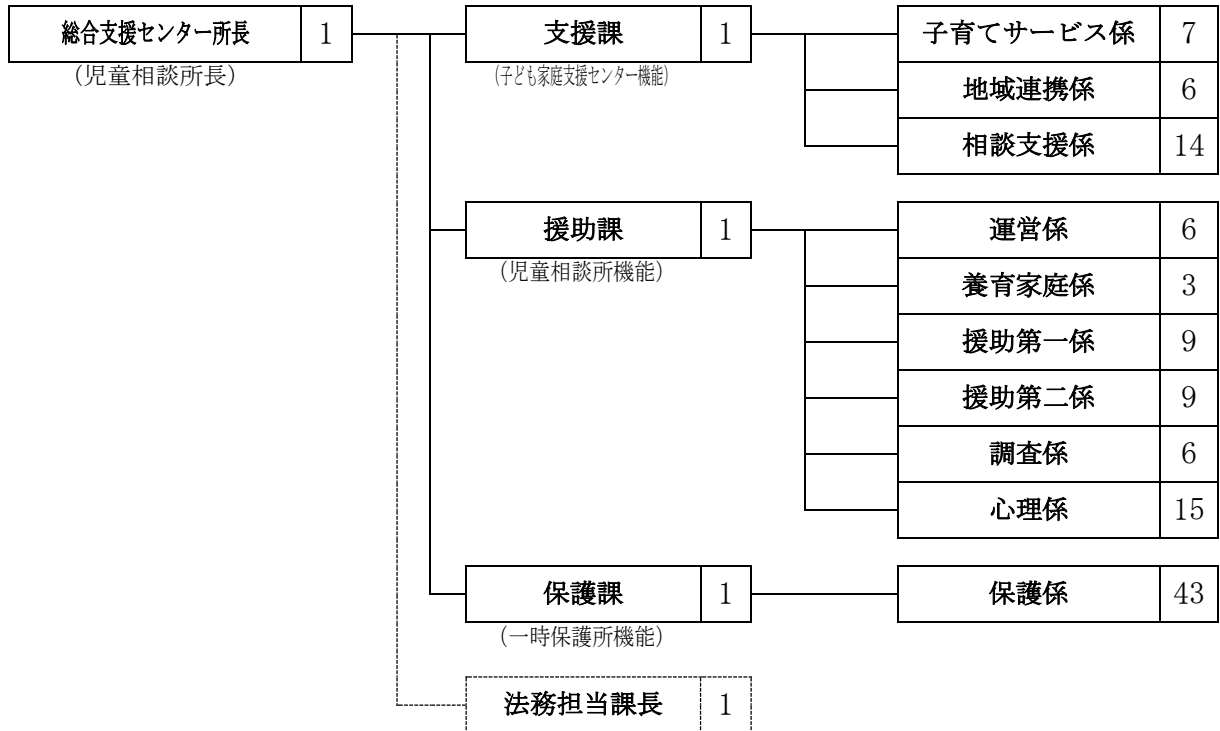 総合支援センター所長 1 支援課 1 子育てサービス係 7
(児童相談所長) (子ども家庭支援センター機能)
地域連携係 6
相談支援係 14
援助課 1 運営係 6
(児童相談所機能)
養育家庭係 3
援助第一係 9
援助第二係 9
調査係 6
心理係 15
保護課 1 保護係 43
(一時保護所機能)
法務担当課長 1